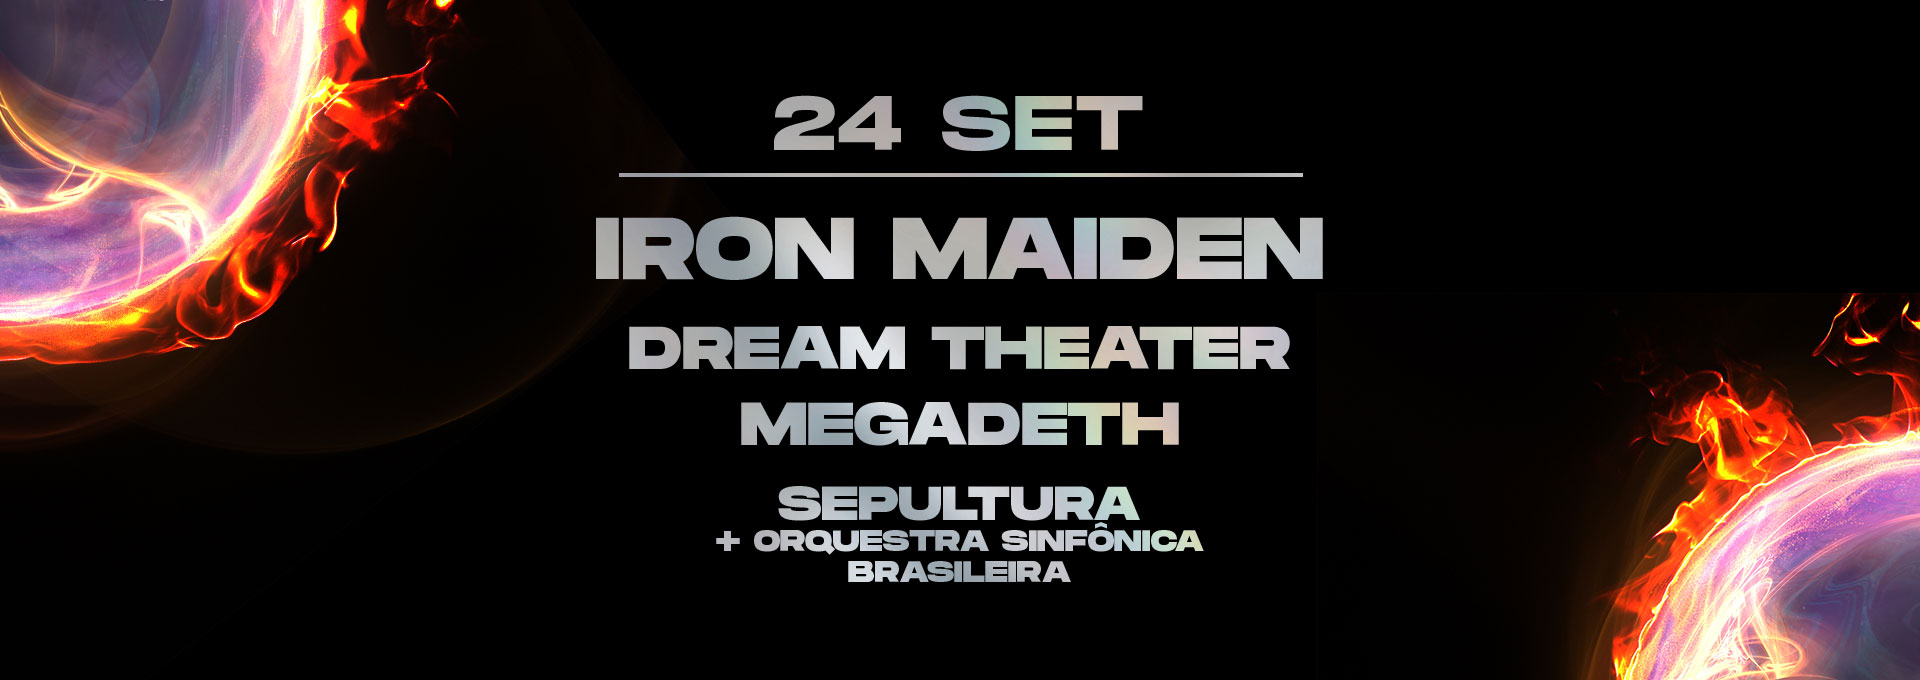 24 SET
IRON MAIDEN
DREAM THEATER
MEGADETH
SEPULTURA
+ ORQUESTRA SINFÔNICA
BRASILEIRA